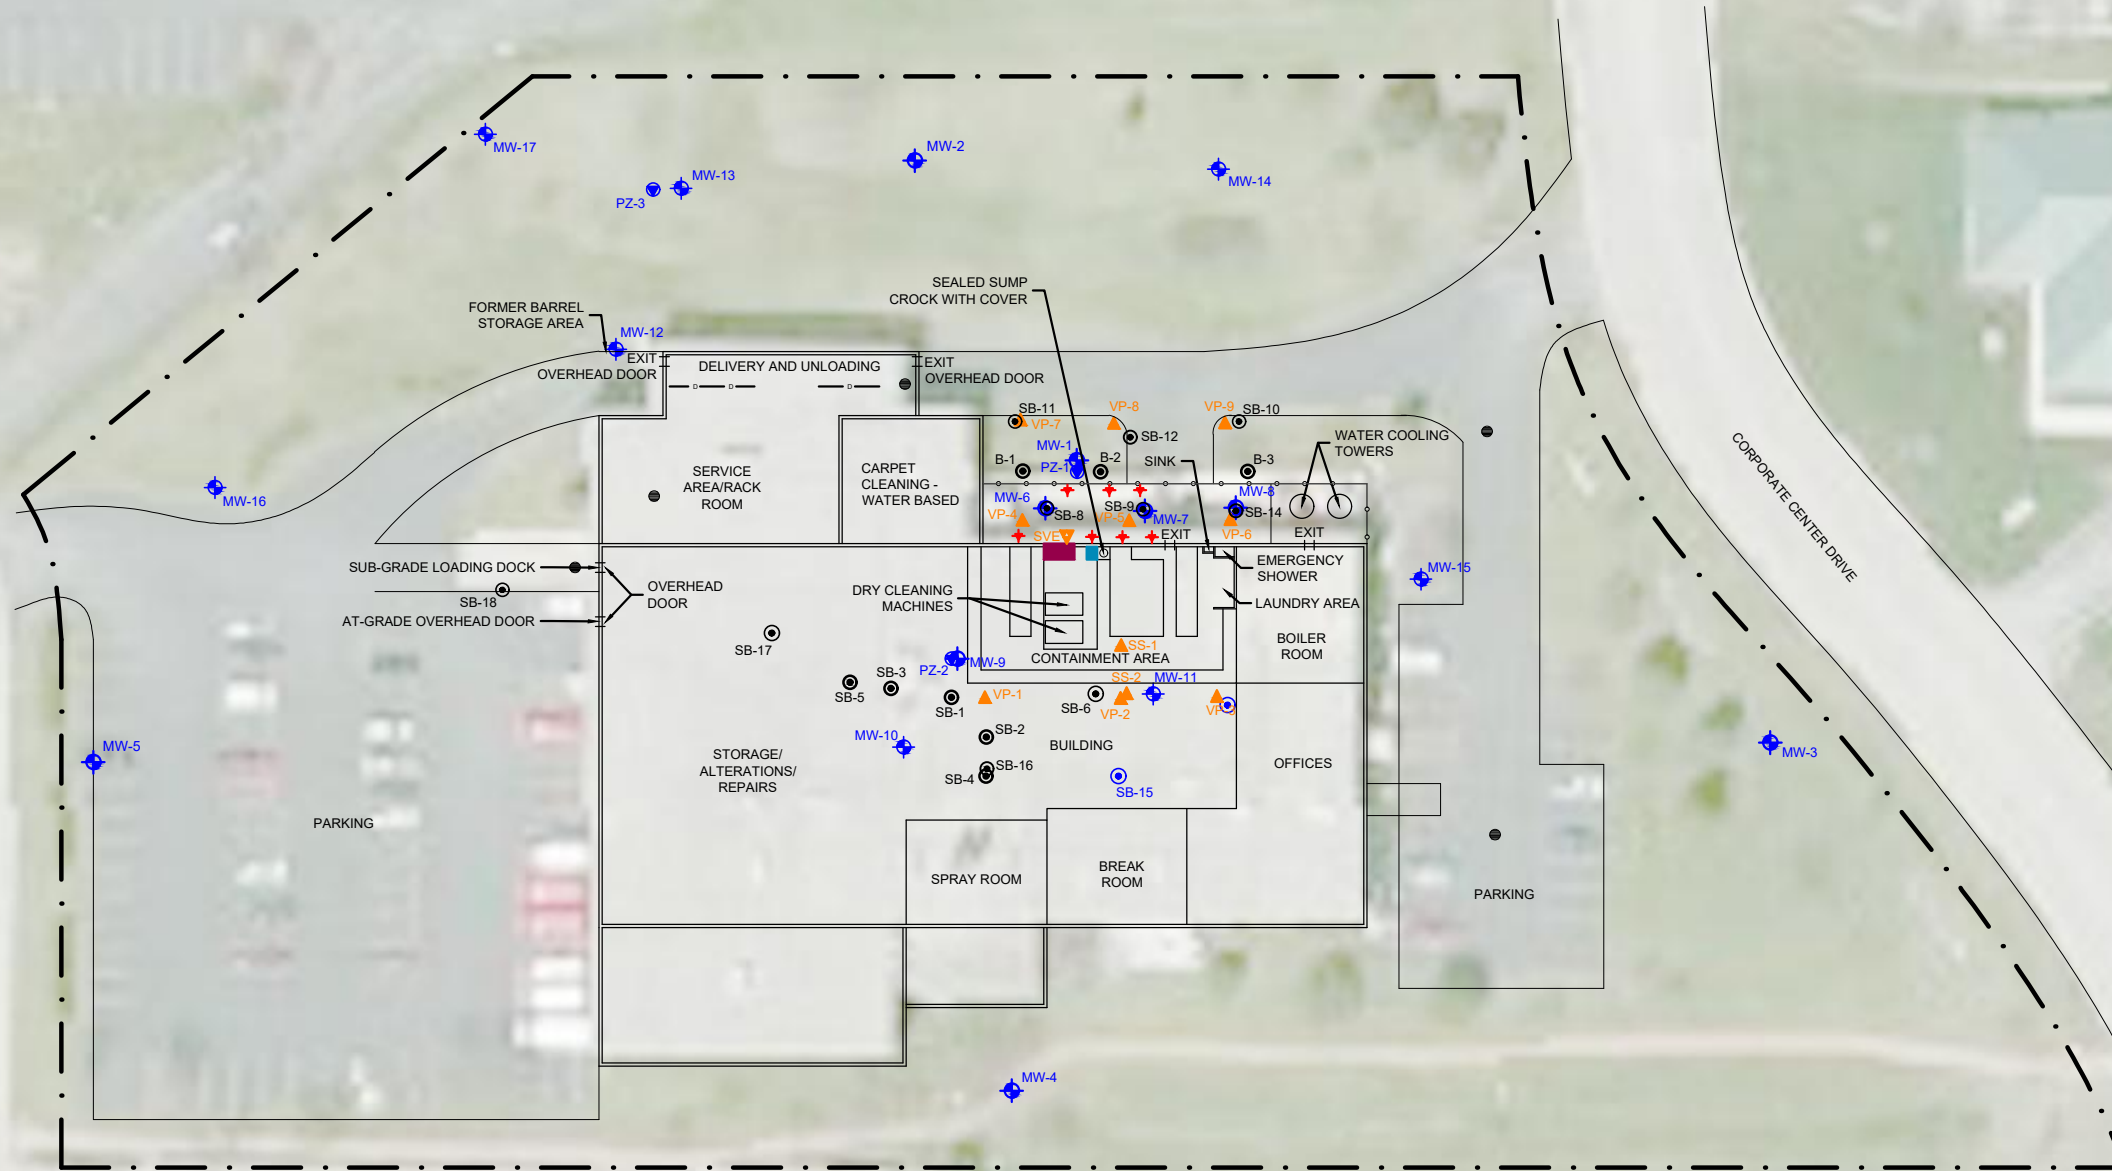 MW-17
MW-13
PZ-3
MW-2
MW-14
SEALED SUMP
CROCK WITH COVER
FORMER BARREL
STORAGE AREA
MW-12
EXIT
OVERHEAD DOOR
DELIVERY AND UNLOADING
EXIT
OVERHEAD DOOR
D
D
D
SB-11
VP-7
VP-8
VP-9
SB-10
SB-12
MW-1
PZ-1
B-1
B-2
SINK
B-3
WATER COOLING
TOWERS
CORPORATE CENTER DRIVE
MW-16
SERVICE
AREA/RACK
ROOM
CARPET
CLEANING -
WATER BASED
MW-6
SB-8
VP-4
SB-9
VP-5
MW-7
MW-8
SB-14
VP-6
SVE
EXIT
EXIT
SUB-GRADE LOADING DOCK
SB-18
AT-GRADE OVERHEAD DOOR
OVERHEAD
DOOR
DRY CLEANING
MACHINES
EMERGENCY
SHOWER
LAUNDRY AREA
MW-15
BOILER
ROOM
SB-17
PZ-2
MW-9
SS-1
CONTAINMENT AREA
SB-5
SB-3
SB-1
VP-1
SB-6
SS-2
VP-2
MW-11
MW-5
MW-10
SB-2
BUILDING
MW-3
STORAGE/
ALTERATIONS/
REPAIRS
SB-16
SB-4
SB-15
OFFICES
PARKING
SPRAY ROOM
BREAK
ROOM
PARKING
MW-4